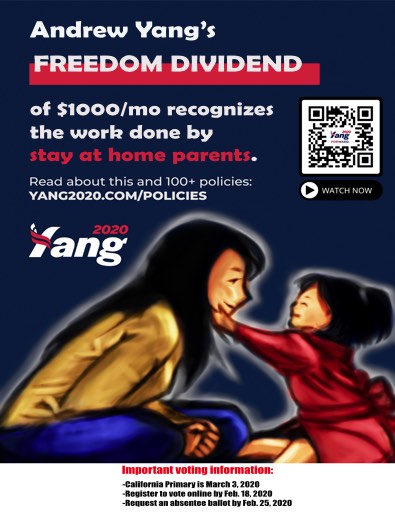 Andrew Yang's
FREEDOM DIVIDEND
of $1000/mo recognizes
the work done by
stay at home parents.
Read about this and 100+ policies:
YANG2020.COM/POLICIES
WATCH NOW
2020
Yang
Important voting information:
-California Primary is March 3, 2020
-Register to vote online by Feb. 18, 2020
-Request an absentee ballot by Feb. 25, 2020